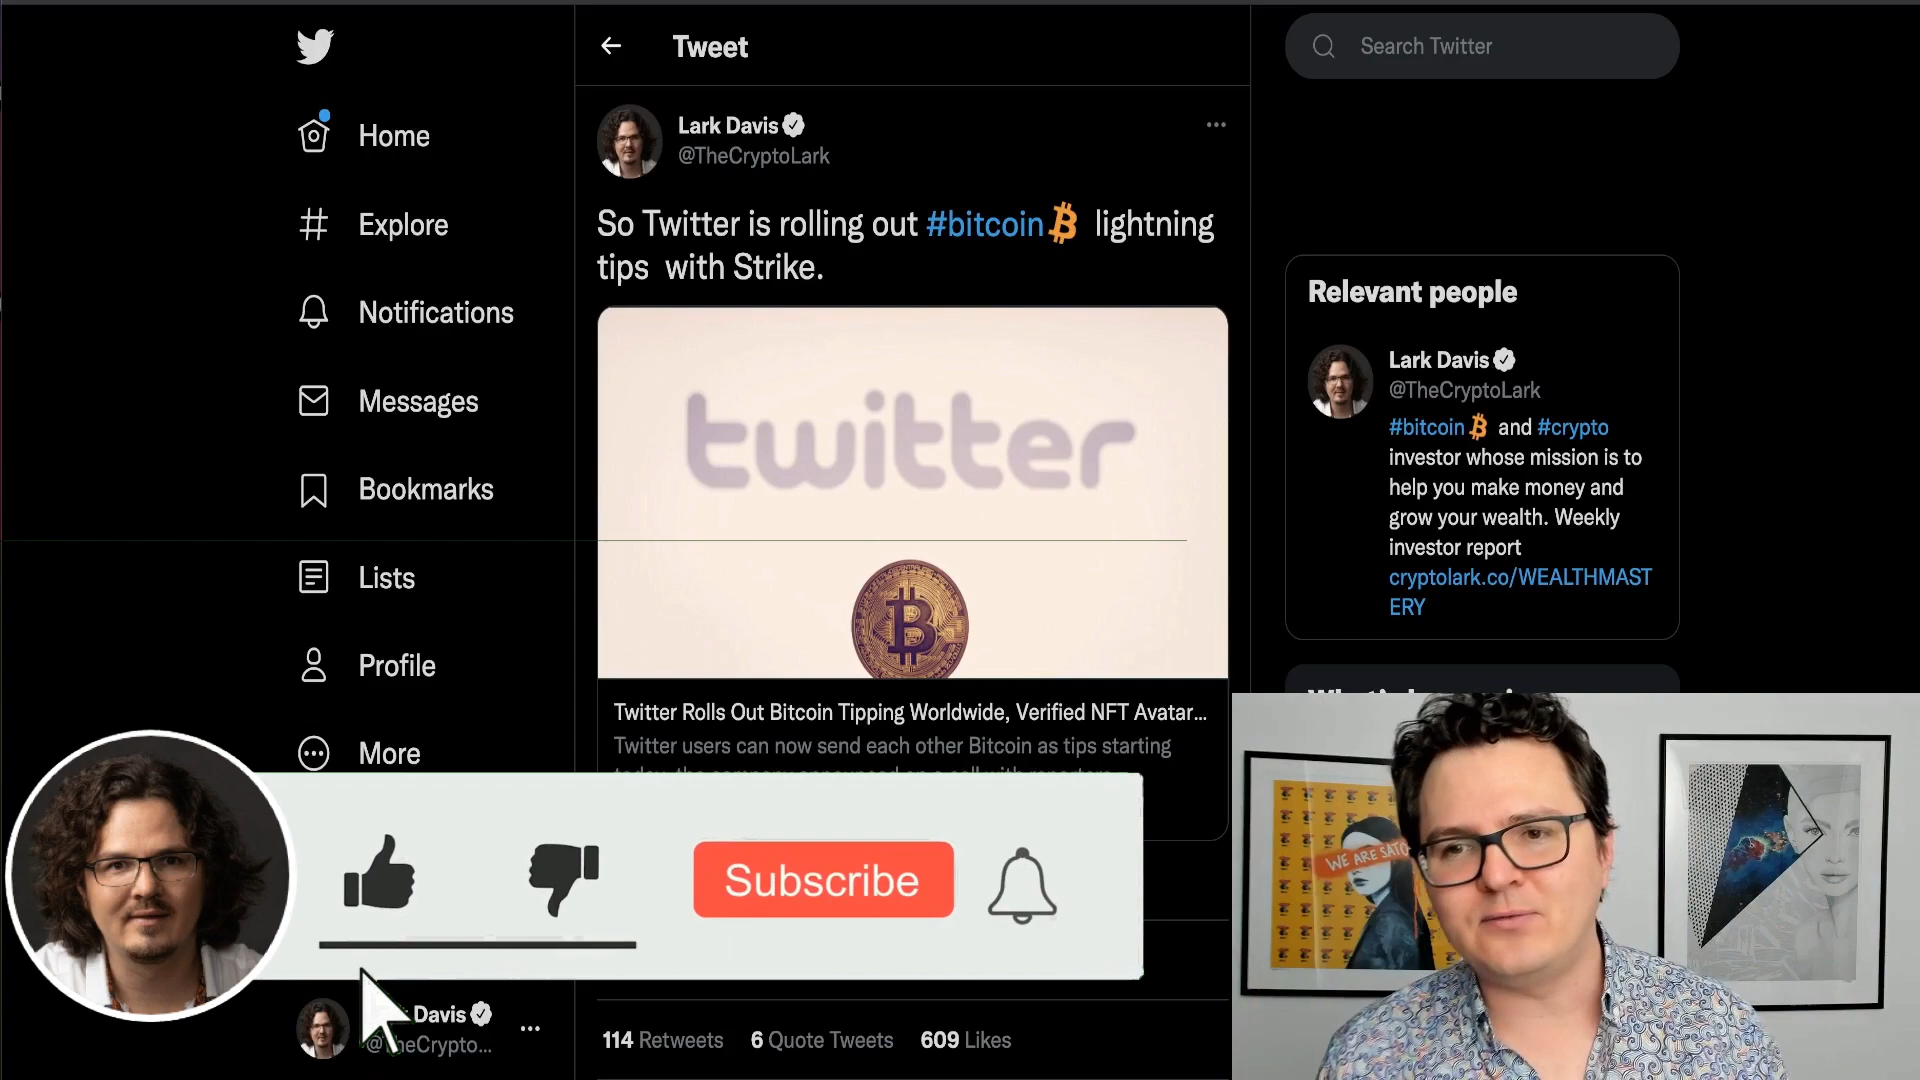 Home
Explore
Notifications
Messages
Bookmarks
Lists
Profile
More
Davis
Tweet
Lark Davis
@TheCryptoLark
So Twitter is rolling out #bitcoin lightning
tips with Strike.
twitter
Twitter Rolls Out Bitcoin Tipping Worldwide, Verified NFT Avatar...
Twitter users can now send each other Bitcoin as tips starting
114 Retweets 6 Quote Tweets 609 Likes
Search Twitter
Relevant people
Lark Davis
@TheCryptoLark
#bitcoin and #crypto
investor whose mission is to
help you make money and
grow your wealth. Weekly
investor report
cryptolark.co/WEALTHMAST
ERY
Subscribe
WE ARE SATO